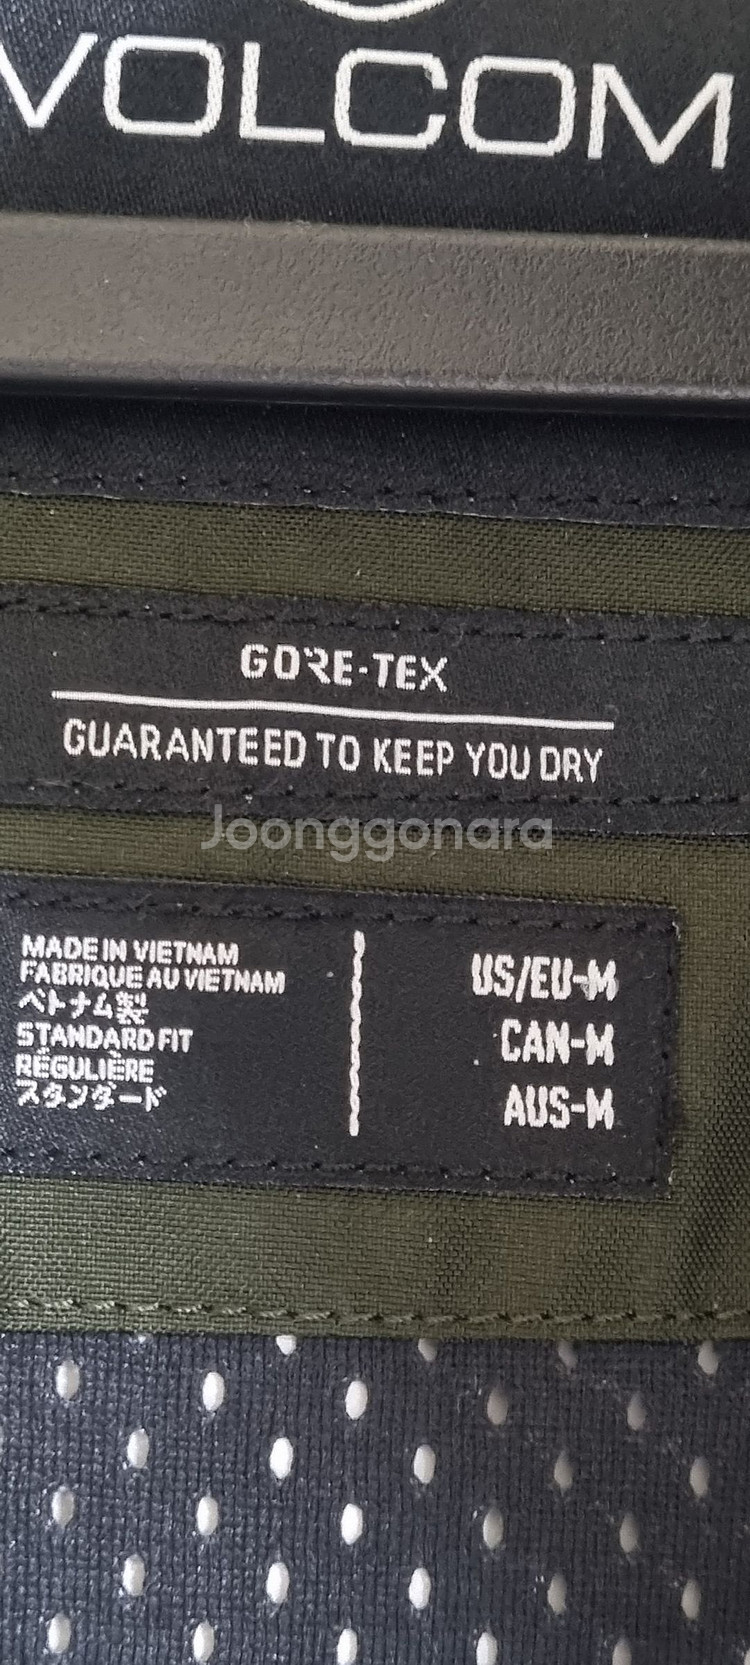 VOLCOM
GORE-TEX
GUARANTEED TO KEEP YOU DRY
Joonggonara
MADE IN VIETNAM
FABRIQUE AU VIETNAM
ベトナム製
STANDARD FIT
RÉGULIÈRE
スタンダード
US/EU-M
CAN-M
AUS-M